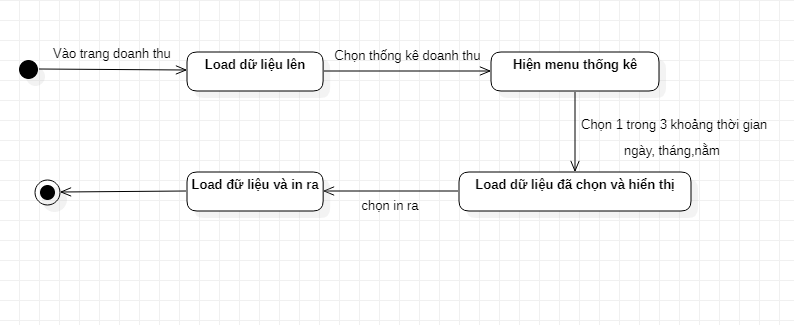 Vào trang doanh thu
Load dữ liệu lên
Chọn thống kê doanh thu
Hiện menu thống kê
Chọn 1 trong 3 khoảng thời gian
ngày, tháng,nằm
Load dữ liệu đã chọn và hiển thị
chọn in ra
Load đữ liệu và in ra